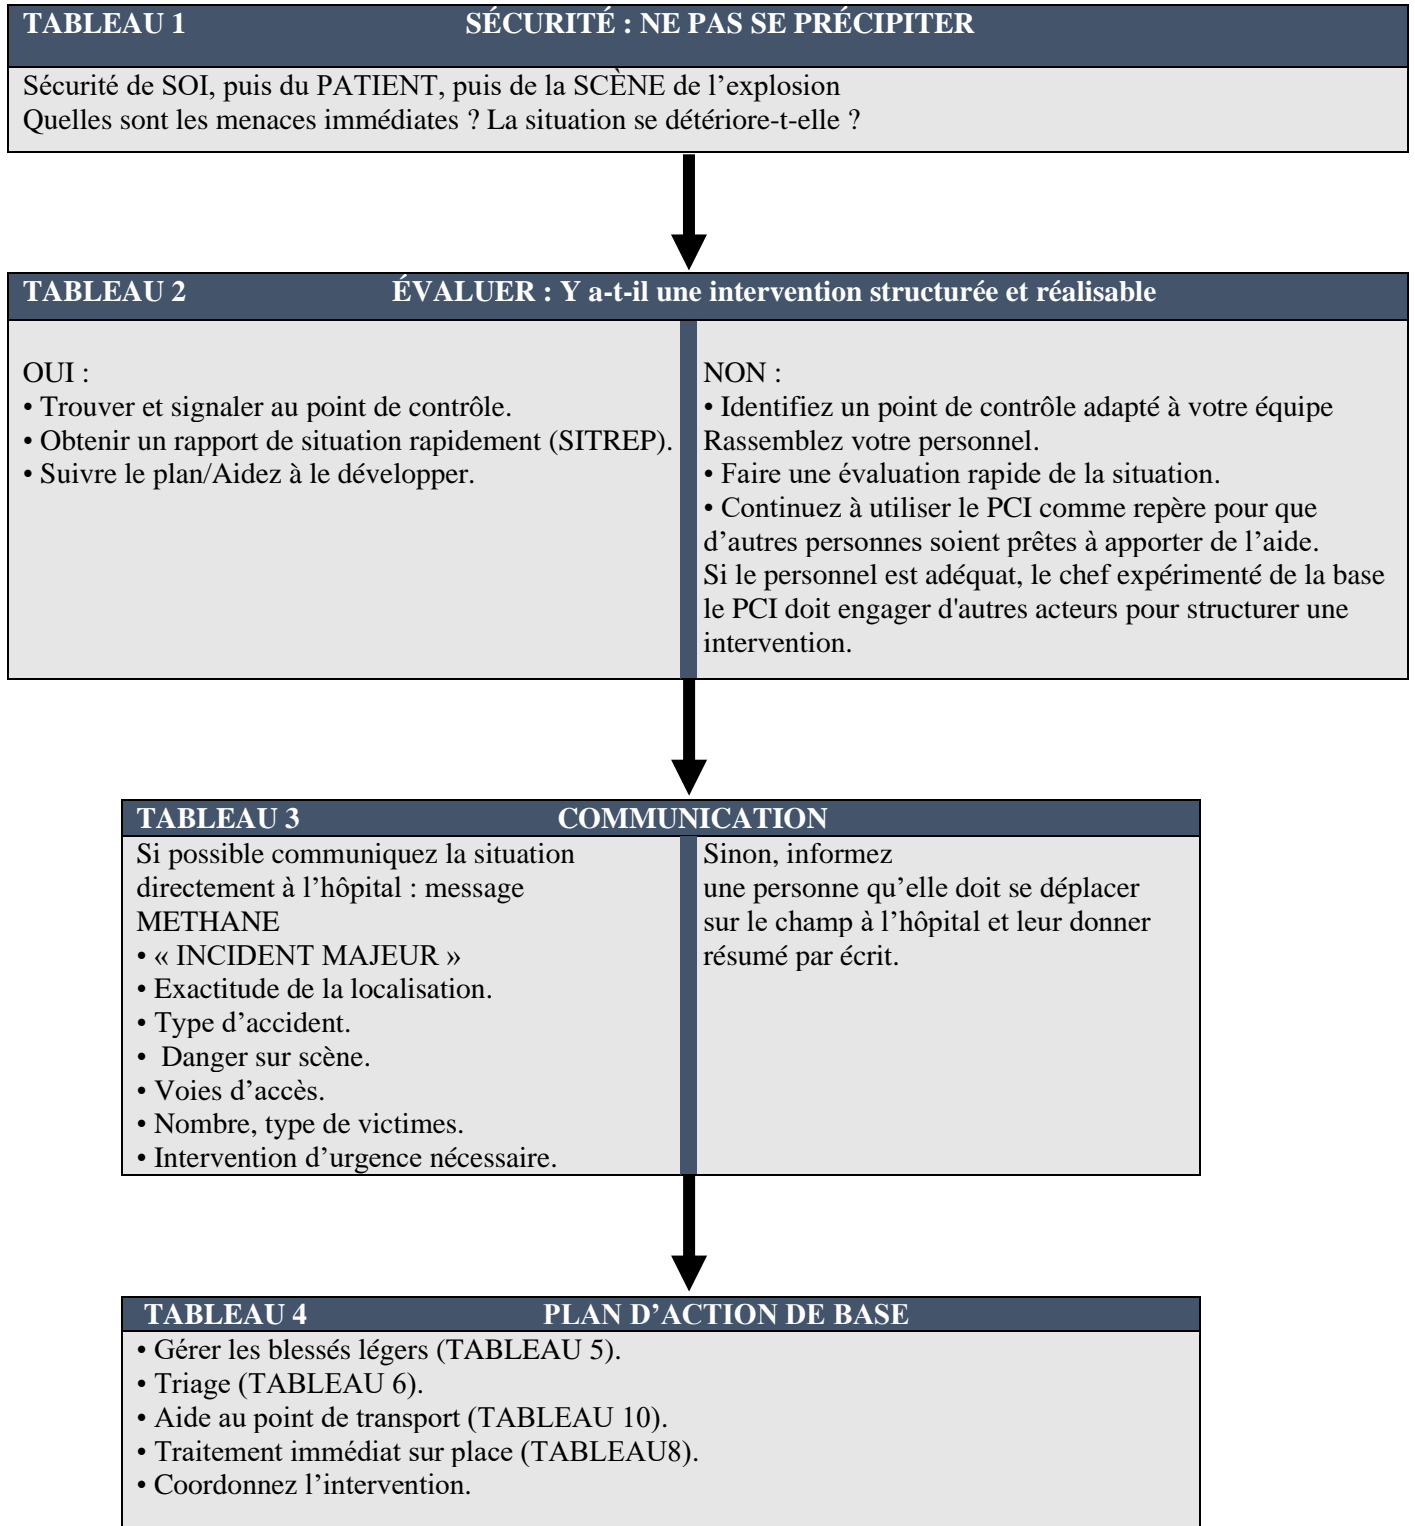 TABLEAU 1 SÉCURITÉ : NE PAS SE PRÉCIPITER
Sécurité de SOI, puis du PATIENT, puis de la SCÈNE de l’explosion
Quelles sont les menaces immédiates ? La situation se détériore-t-elle ?
TABLEAU 2 ÉVALUER : Y a-t-il une intervention structurée et réalisable
OUI :
• Trouver et signaler au point de contrôle.
• Obtenir un rapport de situation rapidement (SITREP).
• Suivre le plan/Aidez à le développer.
NON :
• Identifiez un point de contrôle adapté à votre équipe
Rassemblez votre personnel.
• Faire une évaluation rapide de la situation.
• Continuez à utiliser le PCI comme repère pour que
d’autres personnes soient prêtes à apporter de l’aide.
Si le personnel est adéquat, le chef expérimenté de la base
le PCI doit engager d'autres acteurs pour structurer une
intervention.
TABLEAU 3 COMMUNICATION
Si possible communiquez la situation
directement à l’hôpital : message
METHANE
• « INCIDENT MAJEUR »
• Exactitude de la localisation.
• Type d’accident.
• Danger sur scène.
• Voies d’accès.
• Nombre, type de victimes.
• Intervention d’urgence nécessaire.
Sinon, informez
une personne qu’elle doit se déplacer
sur le champ à l’hôpital et leur donner
résumé par écrit.
TABLEAU 4 PLAN D’ACTION DE BASE
• Gérer les blessés légers (TABLEAU 5).
• Triage (TABLEAU 6).
• Aide au point de transport (TABLEAU 10).
• Traitement immédiat sur place (TABLEAU8).
• Coordonnez l’intervention.